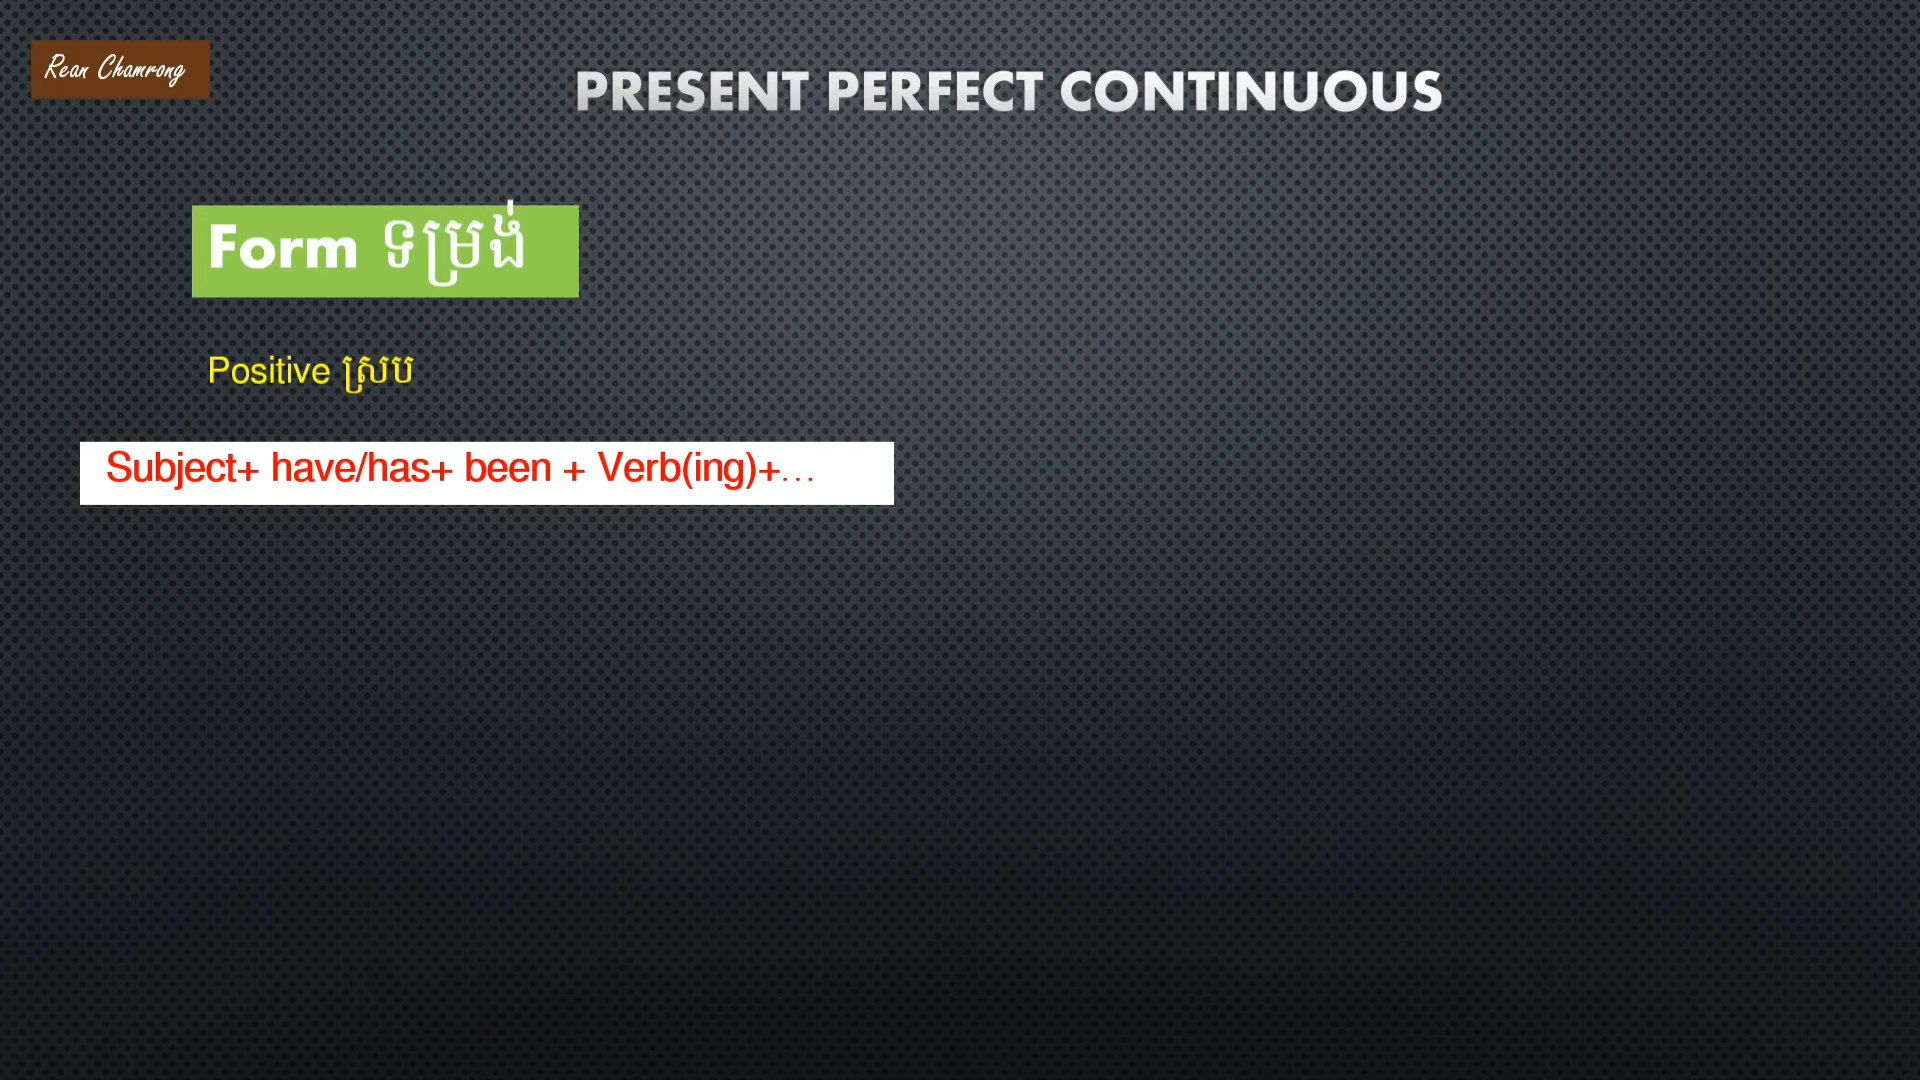 Rean Chamrong
PRESENT PERFECT CONTINUOUS
Form ទម្រង់
Positive ស្រប
Subject+ have/has+ been + Verb(ing)+...